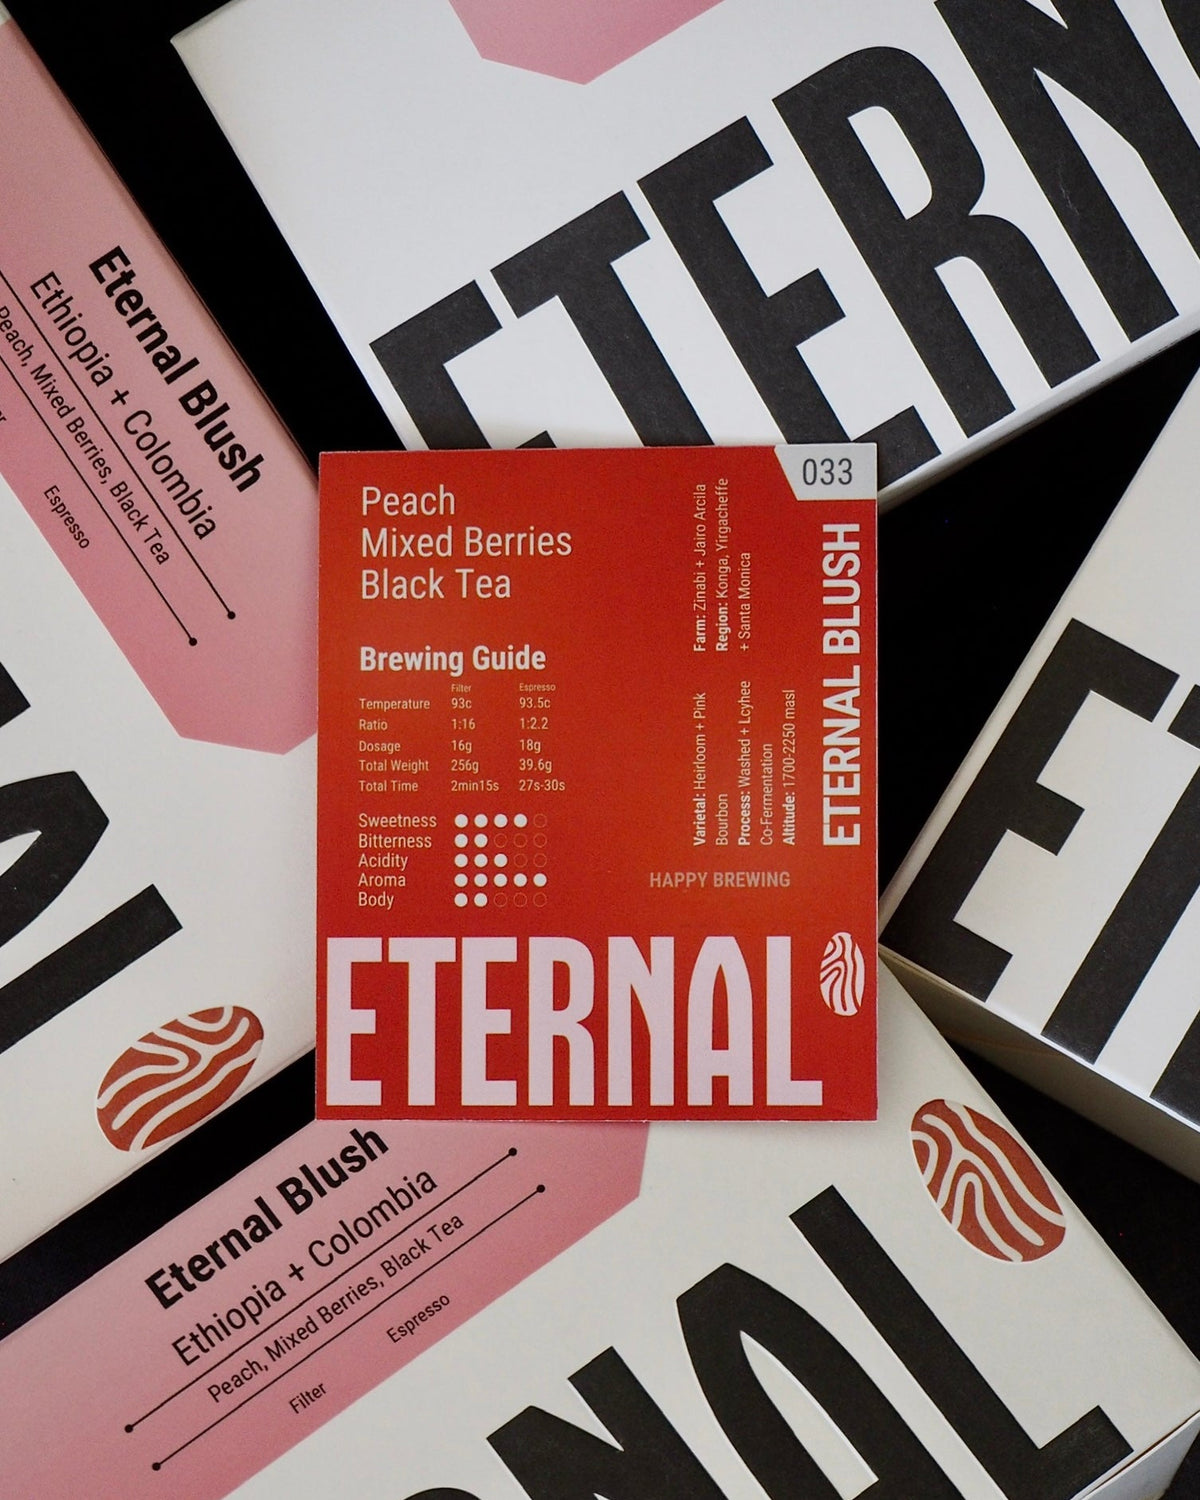 ETERN
Eternal Blush
Ethiopia + Colombia
Peach, Mixed Berries, Black Tea
Espresso
033
Peach
Mixed Berries
Black Tea
Brewing Guide
Filter Espresso
Temperature 93c 93.5c
Ratio 1:16 1:2.2
Dosage 16g 18g
Total Weight 256g 39.6g
Total Time 2min15s 27s-30s
Sweetness
Bitterness
Acidity
Aroma
Body
Farm: Zinabi + Jairo Arcila
Region: Konga, Yirgacheffe
+ Santa Monica
Varietal: Heirloom + Pink
Bourbon
Process: Washed + Lcyhee
Co-Fermentation
Altitude: 1700-2250 masl
ETERNAL BLUSH
HAPPY BREWING
ETERNAL
ET
Eternal Blush
Ethiopia + Colombia
Peach, Mixed Berries, Black Tea
Filter Espresso
RNAL